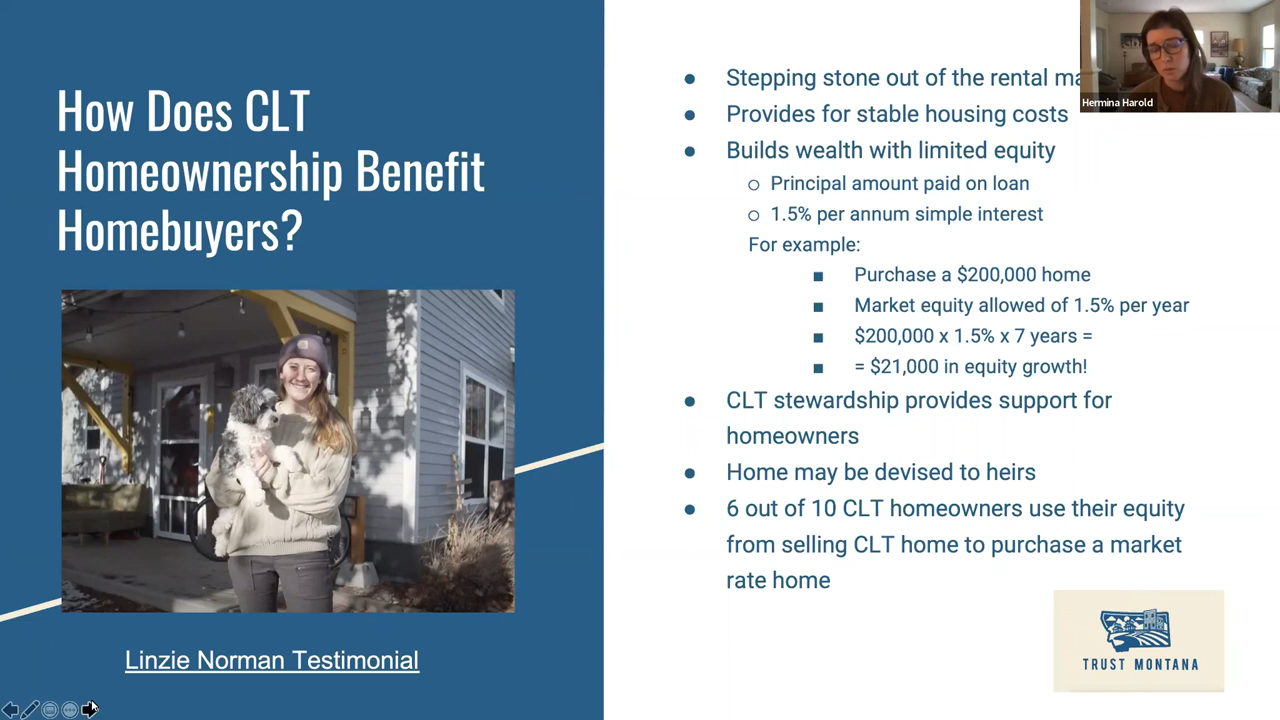 How Does CLT
Homeownership Benefit
Homebuyers?
Linzie Norman Testimonial
● Stepping stone out of the rental
● Provides for stable housing costs
● Builds wealth with limited equity
○ Principal amount paid on loan
○ 1.5% per annum simple interest
For example:
■ Purchase a $200,000 home
■ Market equity allowed of 1.5% per year
■ $200,000 x 1.5% x 7 years =
■ = $21,000 in equity growth!
● CLT stewardship provides support for
homeowners
● Home may be devised to heirs
● 6 out of 10 CLT homeowners use their equity
from selling CLT home to purchase a market
rate home
Hermina Harold
TRUST MONTANA